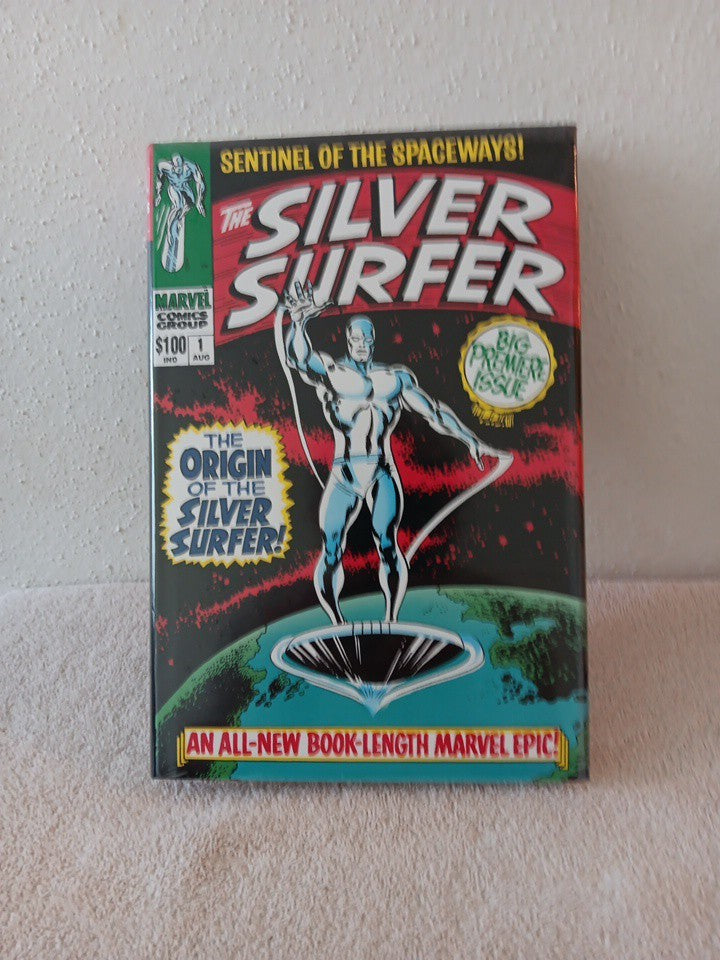 SENTINEL OF THE SPACEWAYS!
THE
SILVER
SURFER
MARVEL
COMICS
GROUP
$100
IND
1
AUG
BIG
PREMIERE
ISSUE
THE
ORIGIN
OF THE
SILVER
SURFER!
AN ALL-NEW BOOK-LENGTH MARVEL EPIC!